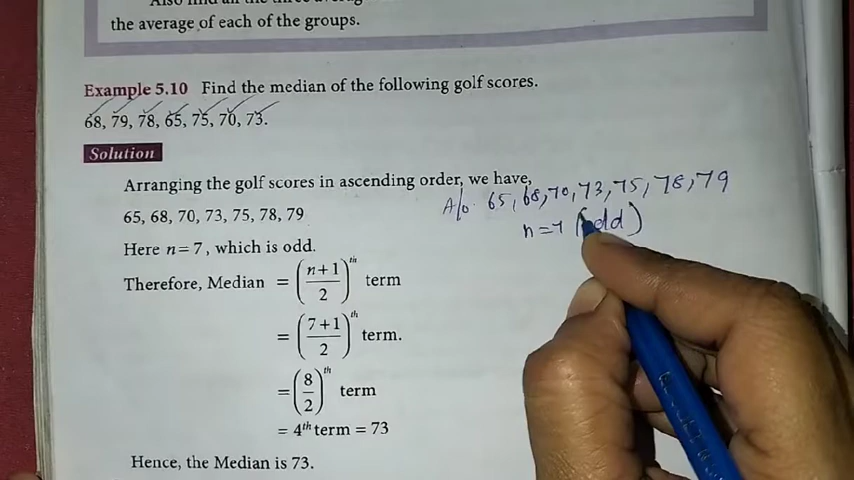 the average of each of the groups.
Example 5.10 Find the median of the following golf scores.
68, 79, 78, 65, 75, 70, 73.
Solution
Arranging the golf scores in ascending order, we have,
A/o 65, 68, 70, 73, 75, 78, 79
65, 68, 70, 73, 75, 78, 79
n=7 (odd)
Here n = 7, which is odd.
Therefore, Median = ((n+1)/2)^th term
= ((7+1)/2)^th term.
= (8/2)^th term
= 4th term = 73
Hence, the Median is 73.